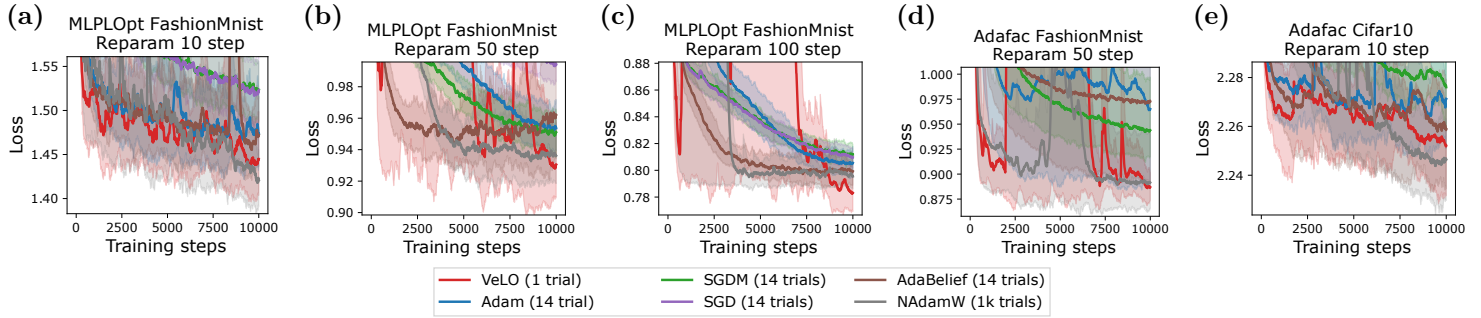 (a)
MLPLOpt FashionMnist
Reparam 10 step
Loss
1.55
1.50
1.45
1.40
0
2500
5000
7500
10000
Training steps
(b)
MLPLOpt FashionMnist
Reparam 50 step
Loss
0.98
0.96
0.94
0.92
0.90
0
2500
5000
7500
10000
Training steps
(c)
MLPLOpt FashionMnist
Reparam 100 step
Loss
0.88
0.86
0.84
0.82
0.80
0.78
0
2500
5000
7500
10000
Training steps
(d)
Adafac FashionMnist
Reparam 50 step
Loss
1.000
0.975
0.950
0.925
0.900
0.875
0
2500
5000
7500
10000
Training steps
(e)
Adafac Cifar10
Reparam 10 step
Loss
2.28
2.26
2.24
0
2500
5000
7500
10000
Training steps
VeLO (1 trial)
Adam (14 trial)
SGDM (14 trials)
SGD (14 trials)
AdaBelief (14 trials)
NAdamW (1k trials)